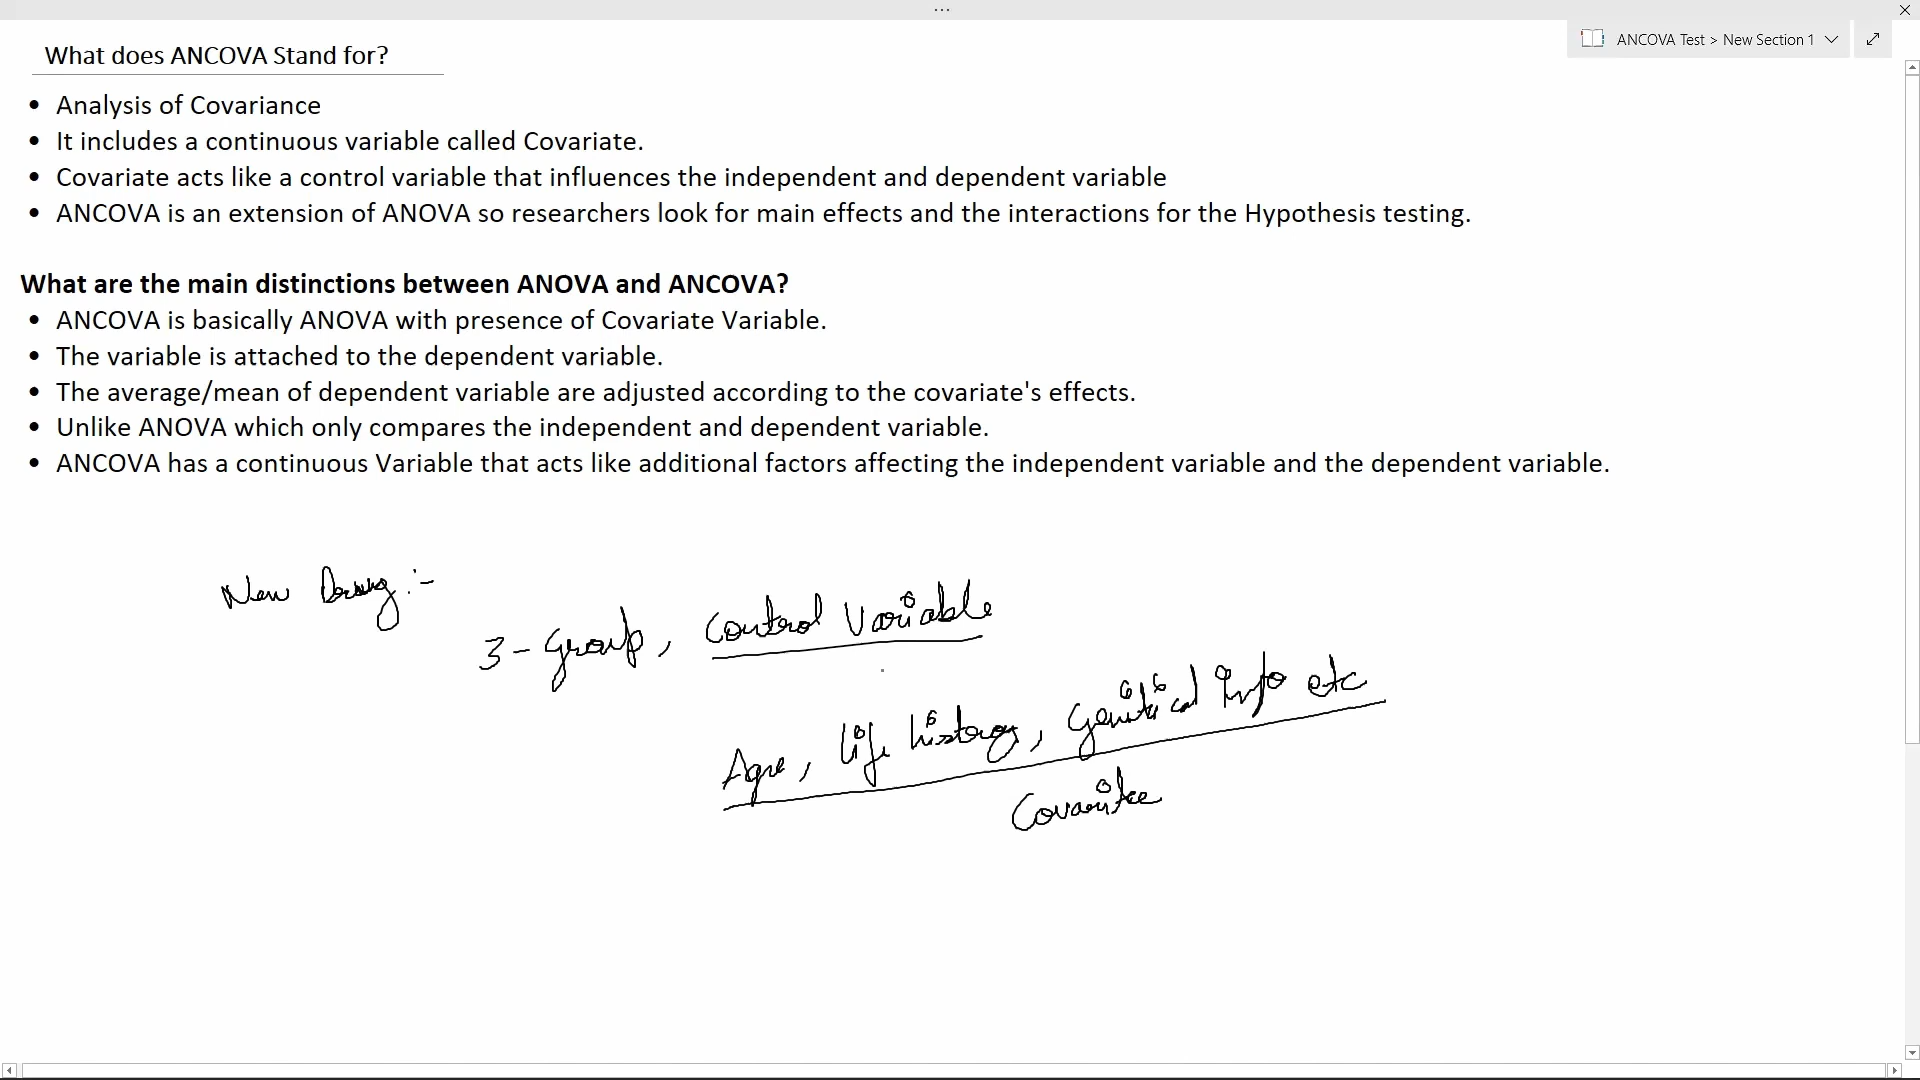 ANCOVA Test > New Section 1
What does ANCOVA Stand for?
• Analysis of Covariance
• It includes a continuous variable called Covariate.
• Covariate acts like a control variable that influences the independent and dependent variable
• ANCOVA is an extension of ANOVA so researchers look for main effects and the interactions for the Hypothesis testing.
What are the main distinctions between ANOVA and ANCOVA?
• ANCOVA is basically ANOVA with presence of Covariate Variable.
• The variable is attached to the dependent variable.
• The average/mean of dependent variable are adjusted according to the covariate's effects.
• Unlike ANOVA which only compares the independent and dependent variable.
• ANCOVA has a continuous Variable that acts like additional factors affecting the independent variable and the dependent variable.
New :-
3 - Group, Control Variable
Age, life history, Info etc